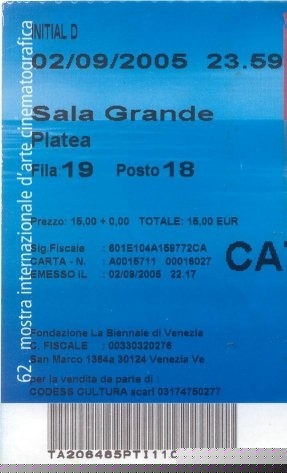 INITIAL D
02/09/2005 23.59
Sala Grande
Platea
Fila 19 Posto 18
Prezzo: 15,00 + 0,00 TOTALE: 15,00 EUR
Sig.Fiscale : 601E104A159772CA
CARTA - N. : A0015711 00016027
EMESSO IL : 02/09/2005 22.17
CA
Fondazione La Biennale di Venezia
C. FISCALE : 00330320276
San Marco 1364a 30124 Venezia Ve
per la vendita da parte di :
CODESS CULTURA scarl 03174750277
62. mostra internazionale d'arte cinematografica
TA206485PTI11C